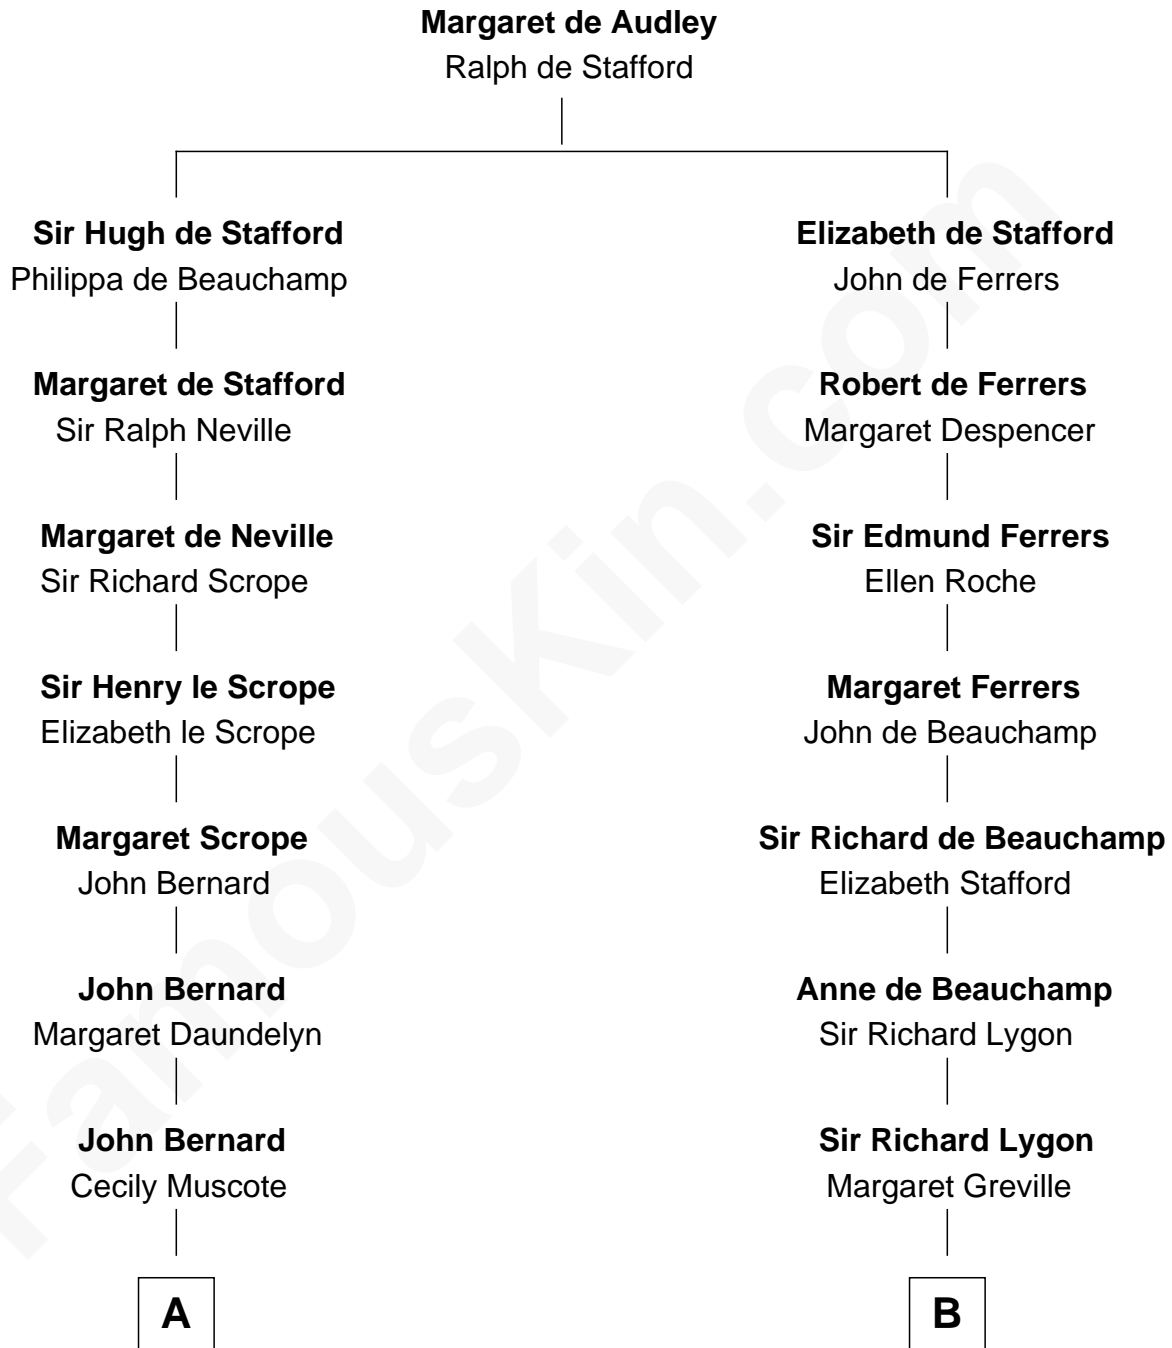 Margaret de Audley
Ralph de Stafford
Sir Hugh de Stafford
Philippa de Beauchamp
Elizabeth de Stafford
John de Ferrers
Margaret de Stafford
Sir Ralph Neville
Robert de Ferrers
Margaret Despencer
Margaret de Neville
Sir Richard Scrope
Sir Edmund Ferrers
Ellen Roche
Sir Henry le Scrope
Elizabeth le Scrope
Margaret Ferrers
John de Beauchamp
Margaret Scrope
John Bernard
Sir Richard de Beauchamp
Elizabeth Stafford
John Bernard
Margaret Daundelyn
Anne de Beauchamp
Sir Richard Lygon
John Bernard
Cecily Muscote
Sir Richard Lygon
Margaret Greville
A
B
FamousKin.com